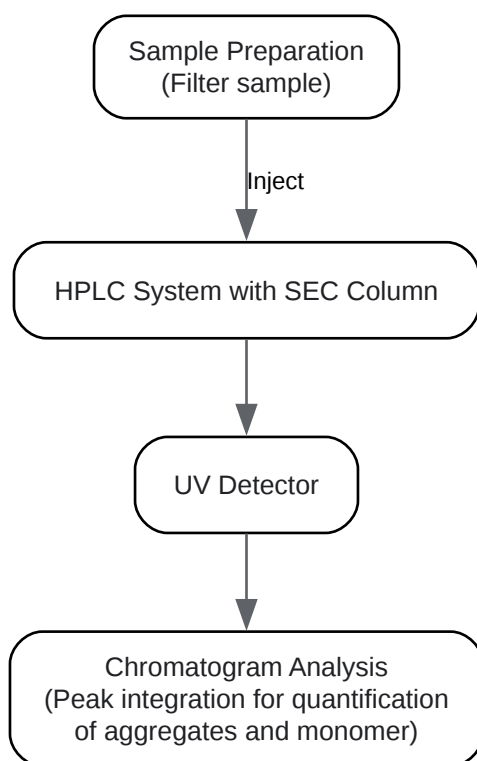 Sample Preparation
(Filter sample)
Inject
HPLC System with SEC Column
UV Detector
Chromatogram Analysis
(Peak integration for quantification
of aggregates and monomer)